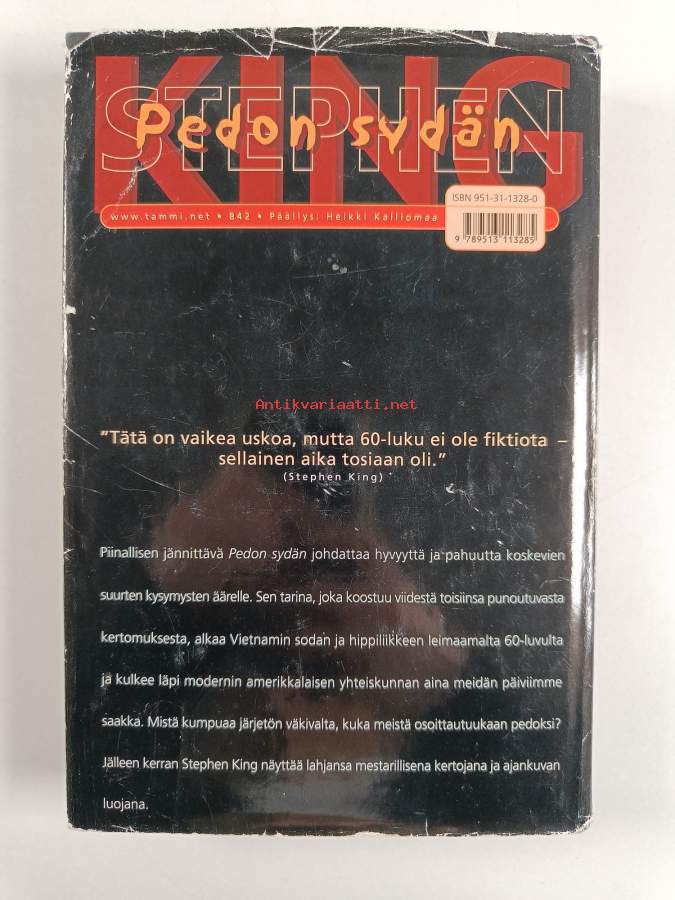 STEPHEN KING
Pedon sydän
ISBN 951-31-1328-0
www.tammi.net • 842 • Päällys: Heikki Kalliomaa
9 789513 113285
Antikvariaatti.net
"Tätä on vaikea uskoa, mutta 60-luku ei ole fiktiota –
sellainen aika tosiaan oli."
(Stephen King)
Piinallisen jännittävä Pedon sydän johdattaa hyvyyttä ja pahuutta koskevien
suurten kysymysten äärelle. Sen tarina, joka koostuu viidestä toisiinsa punoutuvasta
kertomuksesta, alkaa Vietnamin sodan ja hippiliikkeen leimaamalta 60-luvulta
ja kulkee läpi modernin amerikkalaisen yhteiskunnan aina meidän päiviimme
saakka. Mistä kumpuaa järjetön väkivalta, kuka meistä osoittautuukaan pedoksi?
Jälleen kerran Stephen King näyttää lahjansa mestarillisena kertojana ja ajankuvan
luojana.